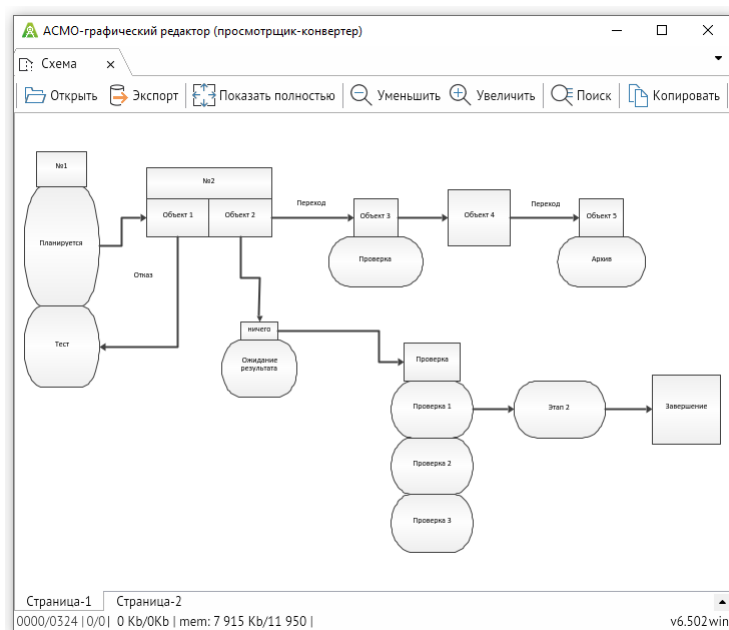 АСМО-графический редактор (просмотрщик-конвертер)
Схема
Открыть Экспорт Показать полностью Уменьшить Увеличить Поиск Копировать
№1
№2
Планируется
Объект 1 Объект 2
Переход
Объект 3
Проверка
Объект 4
Переход
Объект 5
Архив
Отказ
Тест
ничего
Ожидание
результата
Проверка
Проверка 1
Этап 2
Завершение
Проверка 2
Проверка 3
Страница-1 Страница-2
0000/0324 | 0/0 | 0 Kb/0Kb | mem: 7 915 Kb/11 950 | v6.502win